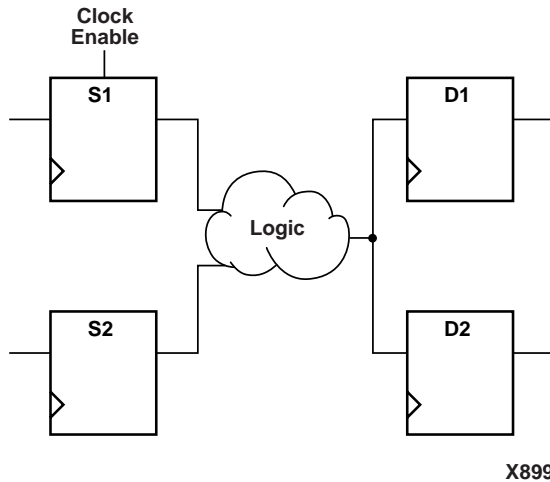 Clock
Enable
S1
D1
Logic
S2
D2
X899